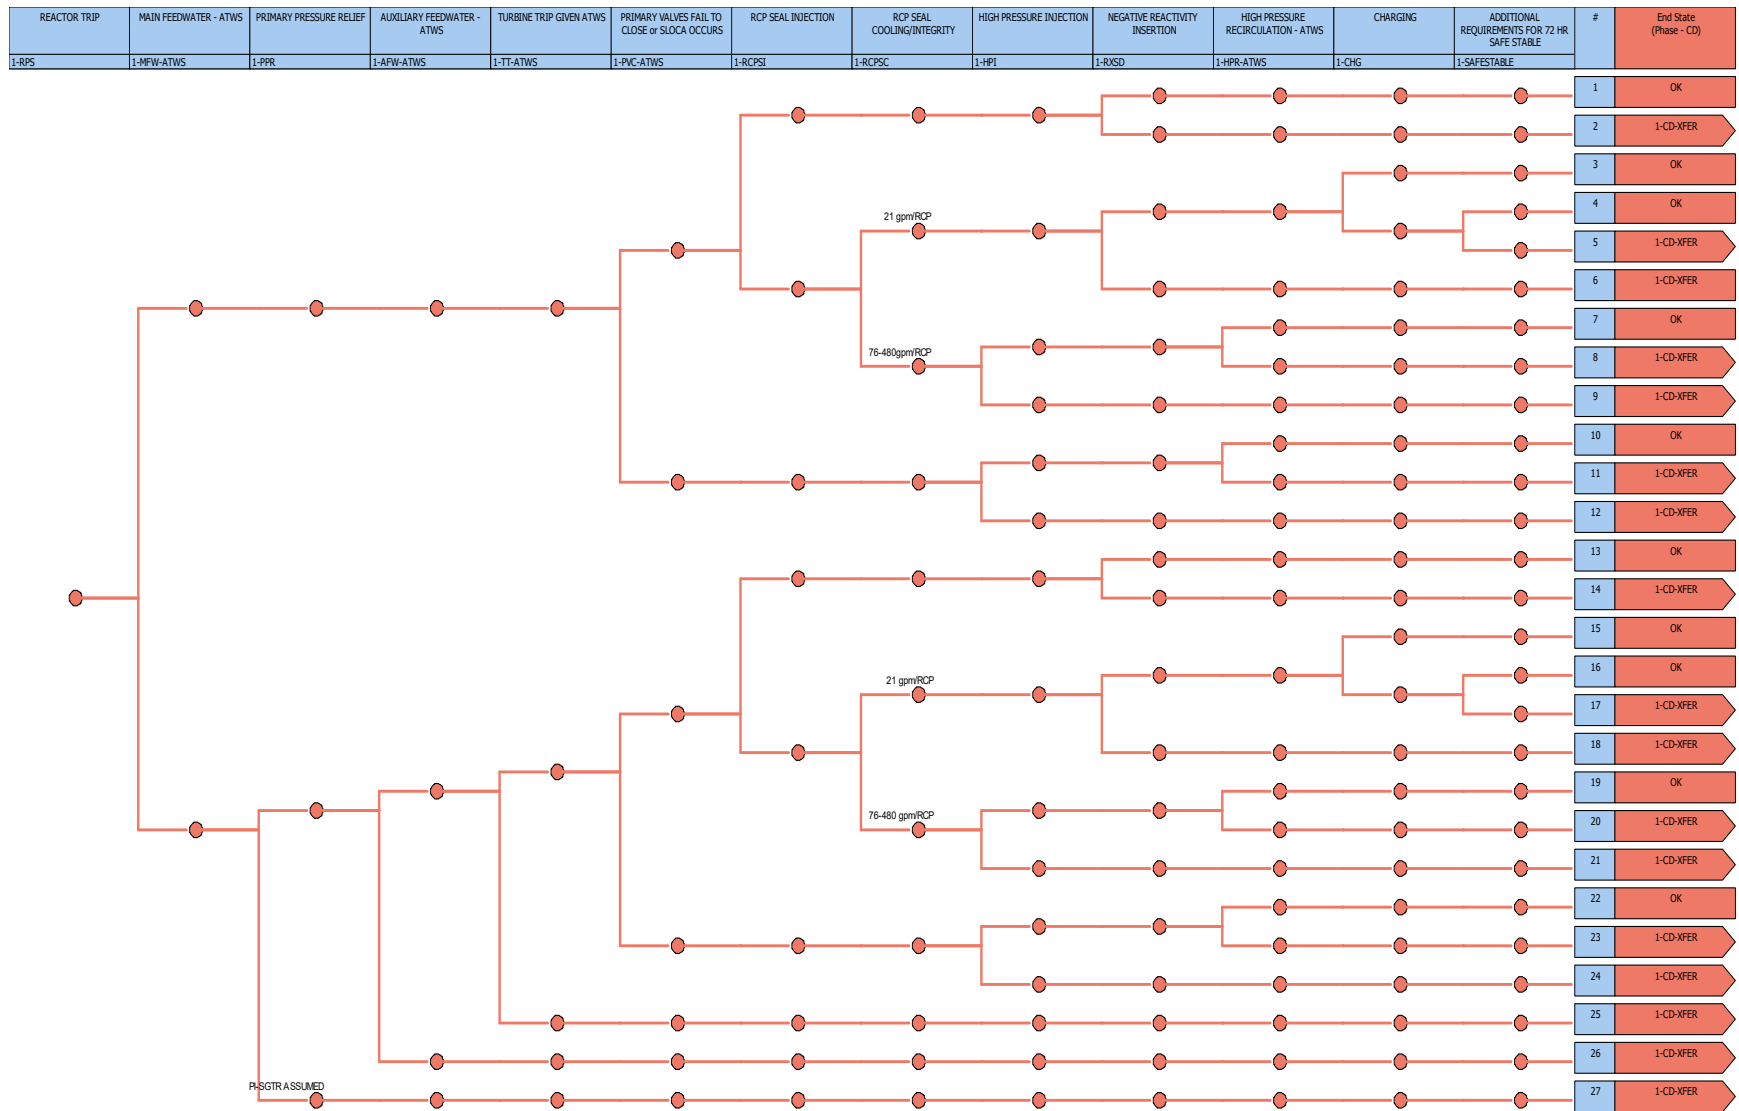 REACTOR TRIP
MAIN FEEDWATER - ATWS
PRIMARY PRESSURE RELIEF
AUXILIARY FEEDWATER -
ATWS
TURBINE TRIP GIVEN ATWS
PRIMARY VALVES FAIL TO
CLOSE or SLOCA OCCURS
RCP SEAL INJECTION
RCP SEAL
COOLING/INTEGRITY
HIGH PRESSURE INJECTION
NEGATIVE REACTIVITY
INSERTION
HIGH PRESSURE
RECIRCULATION - ATWS
CHARGING
ADDITIONAL
REQUIREMENTS FOR 72 HR
SAFE STABLE
#
End State
(Phase - CD)
1-RPS
1-MFW-ATWS
1-PPR
1-AFW-ATWS
1-TT-ATWS
1-PVC-ATWS
1-RCPSI
1-RCPSC
1-HPI
1-RXSD
1-HPR-ATWS
1-CHG
1-SAFESTABLE
1 OK
2 1-CD-XFER
3 OK
21 gpm/RCP
4 OK
5 1-CD-XFER
6 1-CD-XFER
7 OK
76-480gpm/RCP
8 1-CD-XFER
9 1-CD-XFER
10 OK
11 1-CD-XFER
12 1-CD-XFER
13 OK
14 1-CD-XFER
15 OK
16 OK
21 gpm/RCP
17 1-CD-XFER
18 1-CD-XFER
19 OK
76-480 gpm/RCP
20 1-CD-XFER
21 1-CD-XFER
22 OK
23 1-CD-XFER
24 1-CD-XFER
25 1-CD-XFER
26 1-CD-XFER
PI-SGTR ASSUMED
27 1-CD-XFER